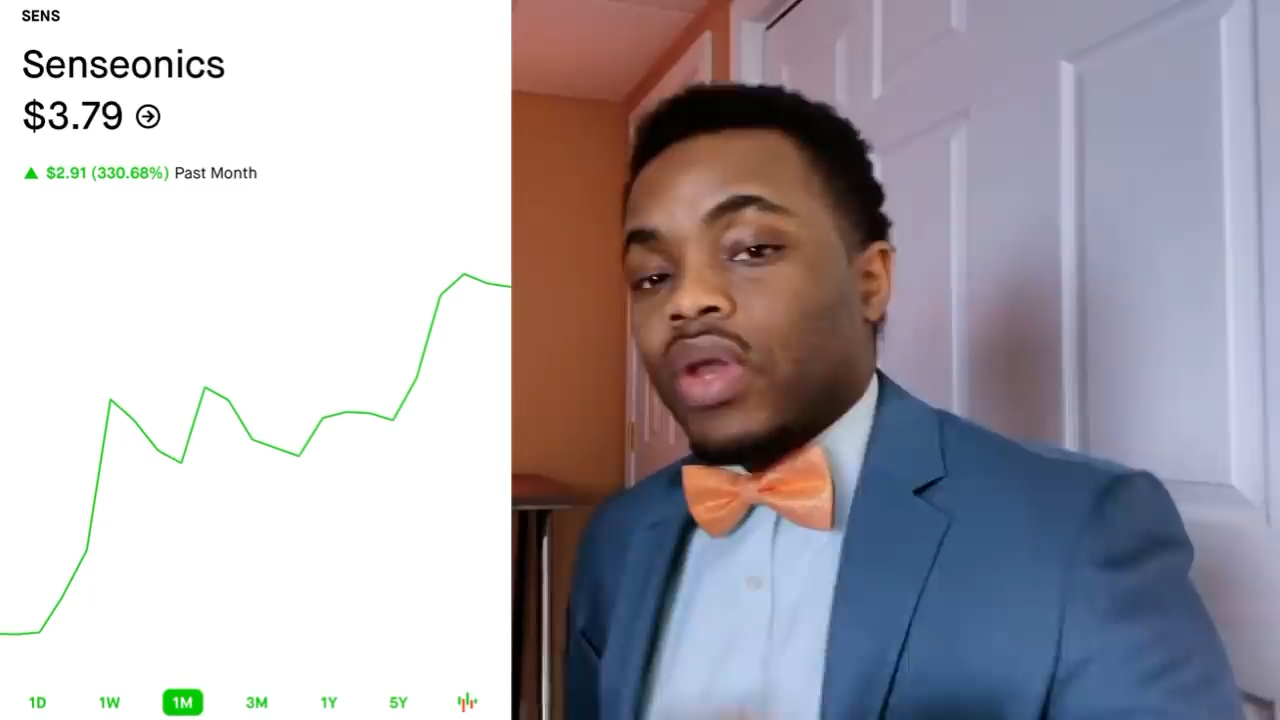 SENS
Senseonics
$3.79
▲ $2.91 (330.68%) Past Month
1D 1W 1M 3M 1Y 5Y